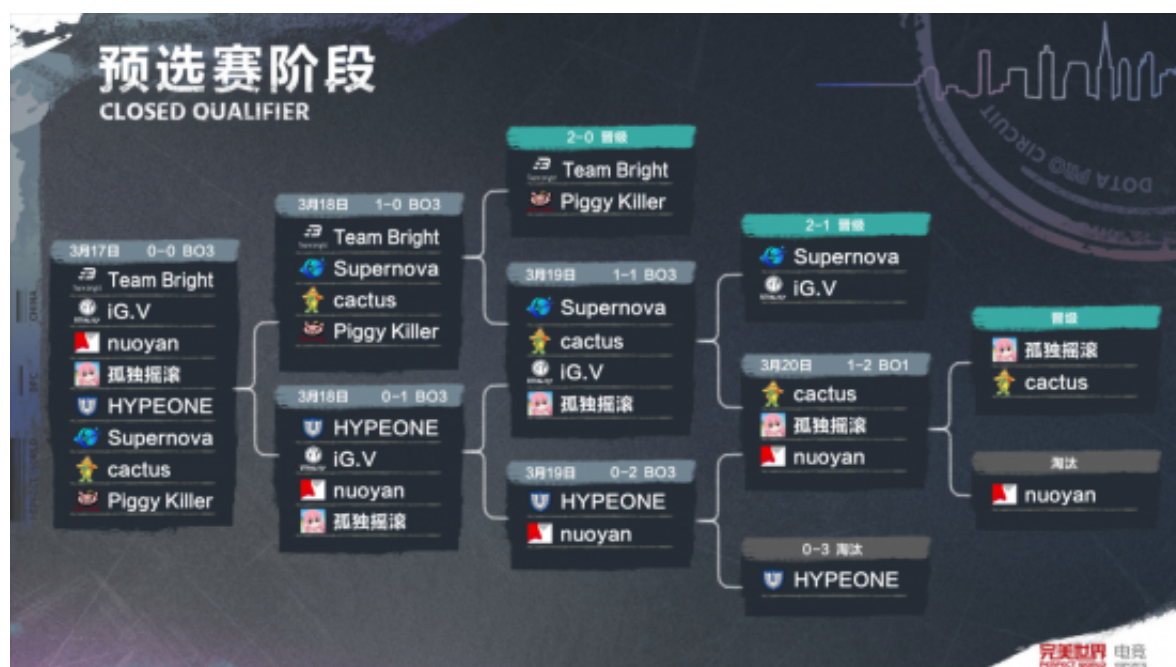 预选赛阶段
CLOSED QUALIFIER
DOTA PRO CIRCUIT
3月17日 0-0 BO3
Team Bright
iG.V
nuoyan
孤独摇滚
HYPEONE
Supernova
cactus
Piggy Killer
3月18日 1-0 BO3
Team Bright
Supernova
cactus
Piggy Killer
3月18日 0-1 BO3
HYPEONE
iG.V
nuoyan
孤独摇滚
2-0 晋级
Team Bright
Piggy Killer
3月19日 1-1 BO3
Supernova
cactus
iG.V
孤独摇滚
3月19日 0-2 BO3
HYPEONE
nuoyan
2-1 晋级
Supernova
iG.V
3月20日 1-2 BO1
cactus
孤独摇滚
nuoyan
0-3 淘汰
HYPEONE
晋级
孤独摇滚
cactus
淘汰
nuoyan
CHINA
完美世界 电竞